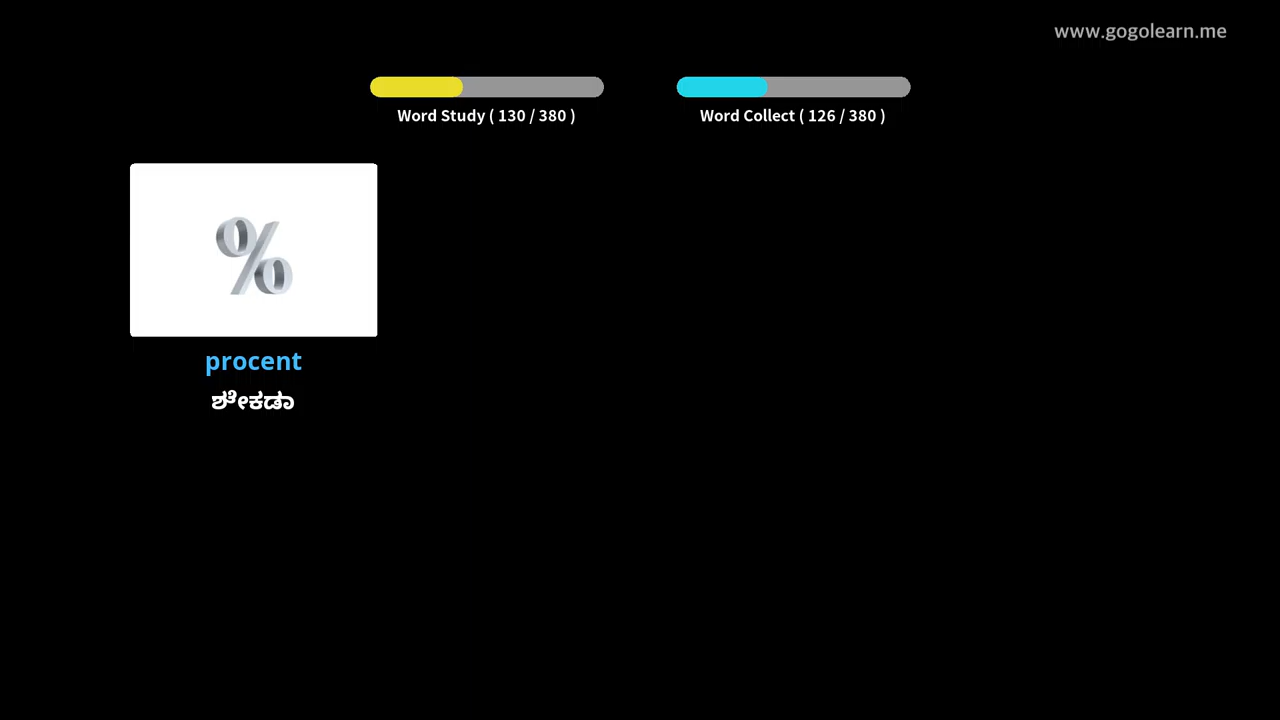 www.gogolearn.me
Word Study ( 130 / 380 )
Word Collect ( 126 / 380 )
%
procent
ಶೇಕಡಾ